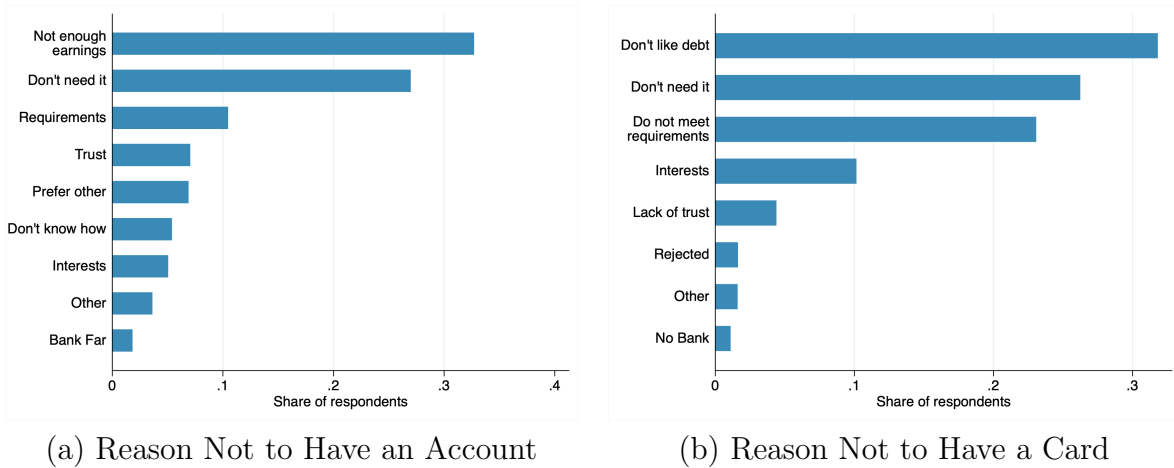 Not enough
earnings
Don't need it
Requirements
Trust
Prefer other
Don't know how
Interests
Other
Bank Far
0 .1 .2 .3 .4
Share of respondents
(a) Reason Not to Have an Account
Don't like debt
Don't need it
Do not meet
requirements
Interests
Lack of trust
Rejected
Other
No Bank
0 .1 .2 .3
Share of respondents
(b) Reason Not to Have a Card